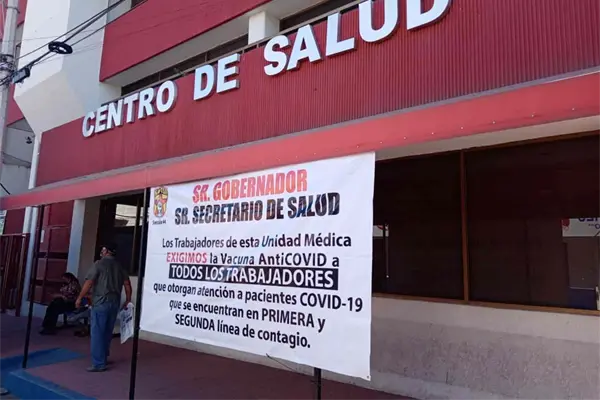 CENTRO DE SALUD
SR. GOBERNADOR
SR. SECRETARIO DE SALUD
Los Trabajadores de esta Unidad Médica
EXIGIMOS la Vacuna AntiCOVID a
TODOS LOS TRABAJADORES
que otorgan atención a pacientes COVID-19
que se encuentran en PRIMERA y
SEGUNDA línea de contagio.